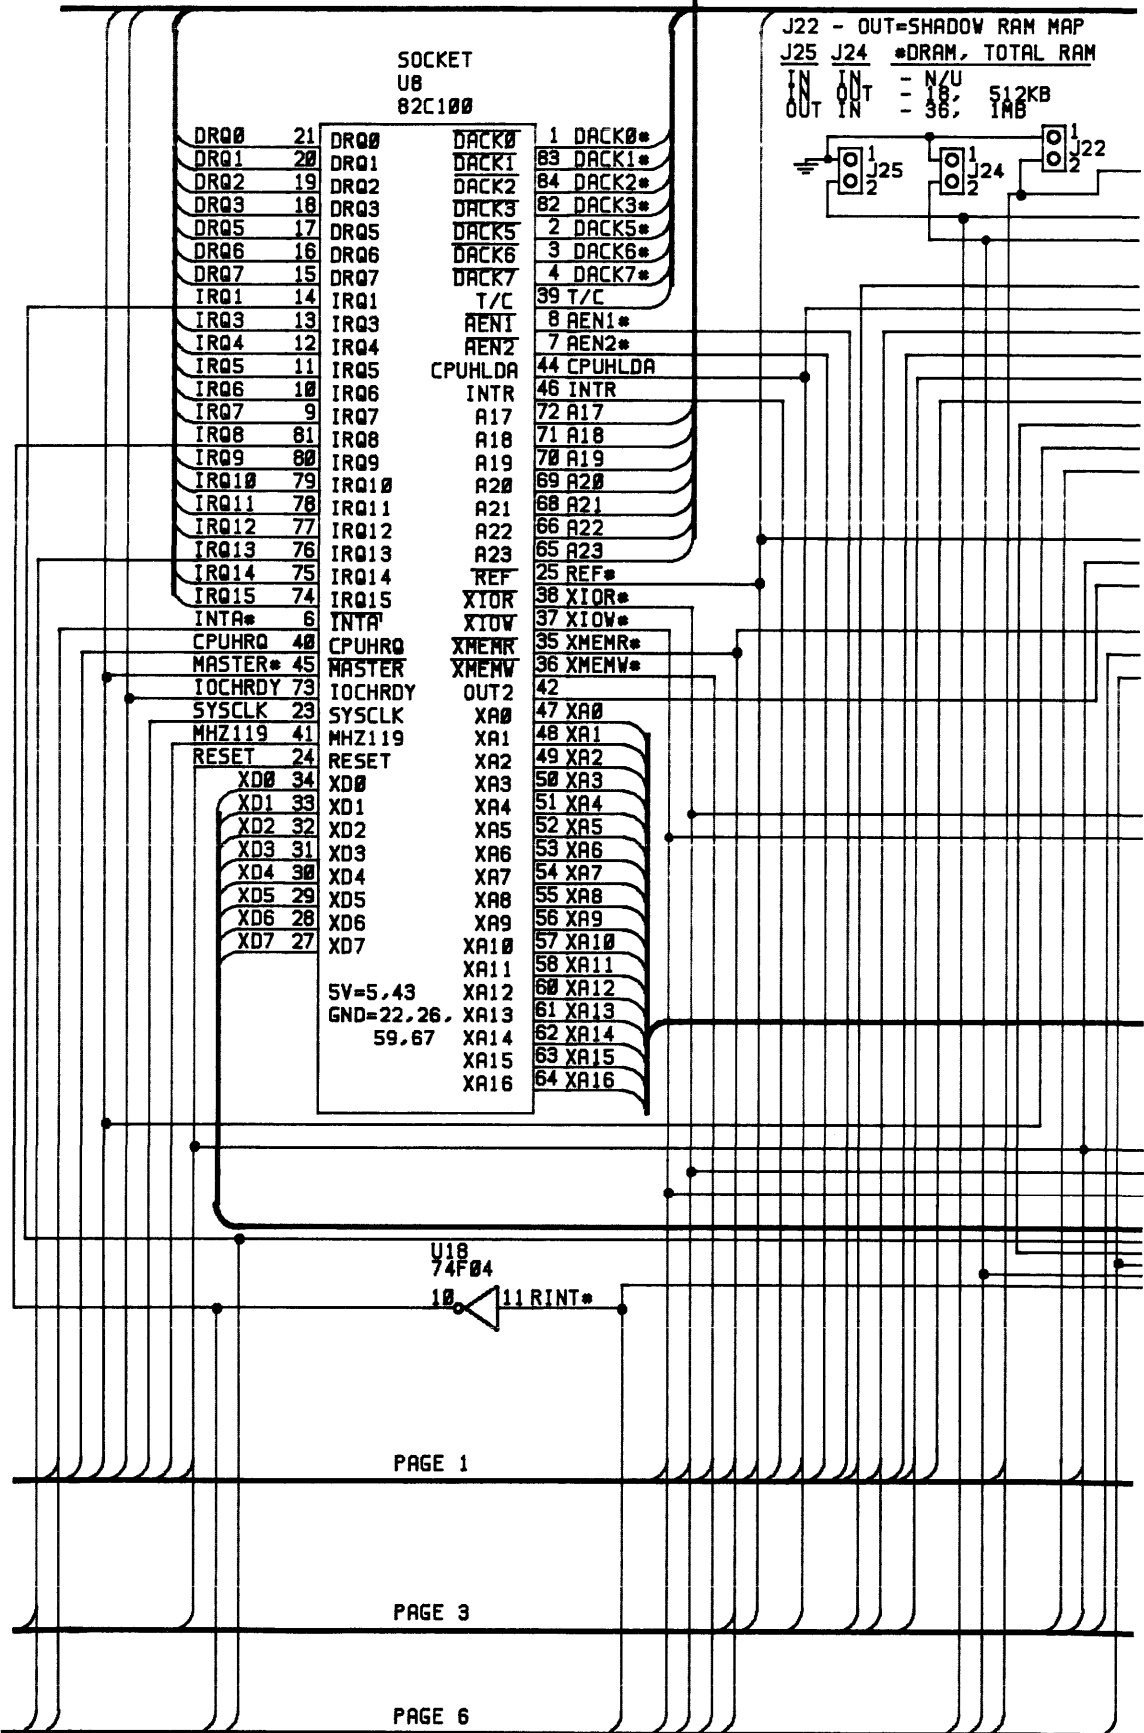 J22 - OUT=SHADOW RAM MAP
J25 J24 *DRAM, TOTAL RAM
IN IN - N/U
IN OUT - 18, 512KB
OUT IN - 36, 1MB
1
J22
2
1
J25
2
1
J24
2
SOCKET
U8
82C100
DRQ0 21 DRQ0 DACK0 1 DACK0*
DRQ1 20 DRQ1 DACK1 83 DACK1*
DRQ2 19 DRQ2 DACK2 84 DACK2*
DRQ3 18 DRQ3 DACK3 82 DACK3*
DRQ5 17 DRQ5 DACK5 2 DACK5*
DRQ6 16 DRQ6 DACK6 3 DACK6*
DRQ7 15 DRQ7 DACK7 4 DACK7*
IRQ1 14 IRQ1 T/C 39 T/C
IRQ3 13 IRQ3 AEN1 8 AEN1*
IRQ4 12 IRQ4 AEN2 7 AEN2*
IRQ5 11 IRQ5 CPUHLDA 44 CPUHLDA
IRQ6 10 IRQ6 INTR 46 INTR
IRQ7 9 IRQ7 A17 72 A17
IRQ8 81 IRQ8 A18 71 A18
IRQ9 80 IRQ9 A19 70 A19
IRQ10 79 IRQ10 A20 69 A20
IRQ11 78 IRQ11 A21 68 A21
IRQ12 77 IRQ12 A22 66 A22
IRQ13 76 IRQ13 A23 65 A23
IRQ14 75 IRQ14 REF 25 REF*
IRQ15 74 IRQ15 XIOR 38 XIOR*
INTA* 6 INTA' XIOW 37 XIOW*
CPUHRQ 40 CPUHRQ XMEMR 35 XMEMR*
MASTER* 45 MASTER XMEMW 36 XMEMW*
IOCHRDY 73 IOCHRDY OUT2 42
SYSCLK 23 SYSCLK XA0 47 XA0
MHZ119 41 MHZ119 XA1 48 XA1
RESET 24 RESET XA2 49 XA2
XD0 34 XD0 XA3 50 XA3
XD1 33 XD1 XA4 51 XA4
XD2 32 XD2 XA5 52 XA5
XD3 31 XD3 XA6 53 XA6
XD4 30 XD4 XA7 54 XA7
XD5 29 XD5 XA8 55 XA8
XD6 28 XD6 XA9 56 XA9
XD7 27 XD7 XA10 57 XA10
XA11 58 XA11
5V=5,43 XA12 60 XA12
GND=22,26, XA13 61 XA13
59,67 XA14 62 XA14
XA15 63 XA15
XA16 64 XA16
U18
74F04
10 11 RINT*
PAGE 1
PAGE 3
PAGE 6